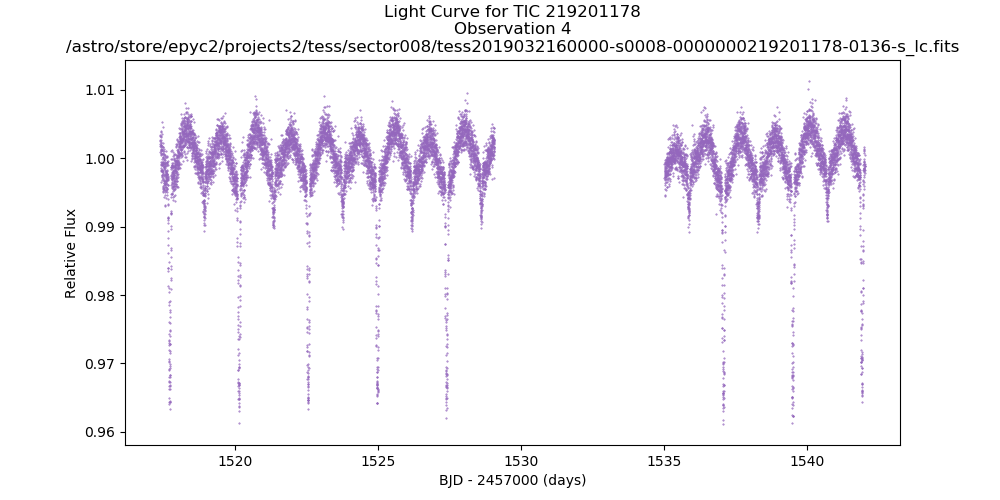 Light Curve for TIC 219201178
Observation 4
/astro/store/epyc2/projects2/tess/sector008/tess2019032160000-s0008-0000000219201178-0136-s_lc.fits
1.01
1.00
0.99
0.98
0.97
0.96
Relative Flux
1520
1525
1530
1535
1540
BJD - 2457000 (days)